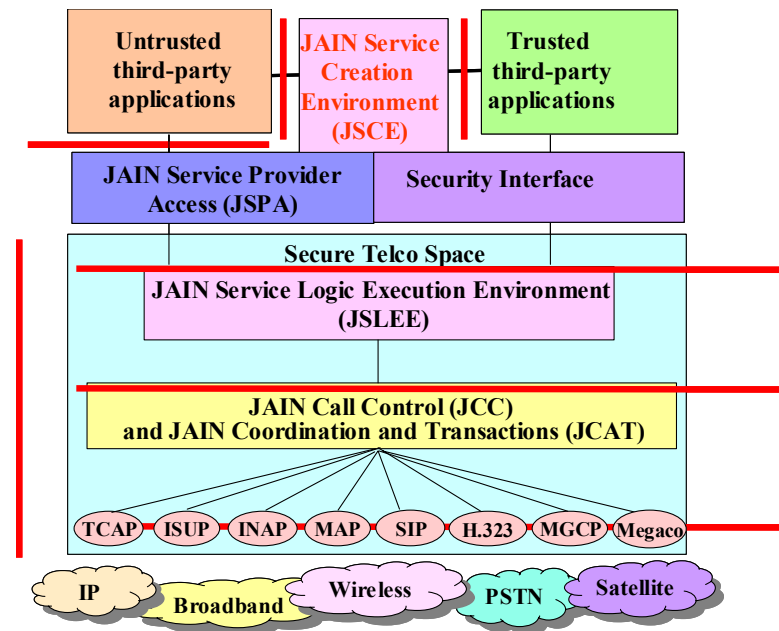 Untrusted
third-party
applications
JAIN Service
Creation
Environment
(JSCE)
Trusted
third-party
applications
JAIN Service Provider
Access (JSPA)
Security Interface
Secure Telco Space
JAIN Service Logic Execution Environment
(JSLEE)
JAIN Call Control (JCC)
and JAIN Coordination and Transactions (JCAT)
TCAP ISUP INAP MAP SIP H.323 MGCP Megaco
IP Broadband Wireless PSTN Satellite